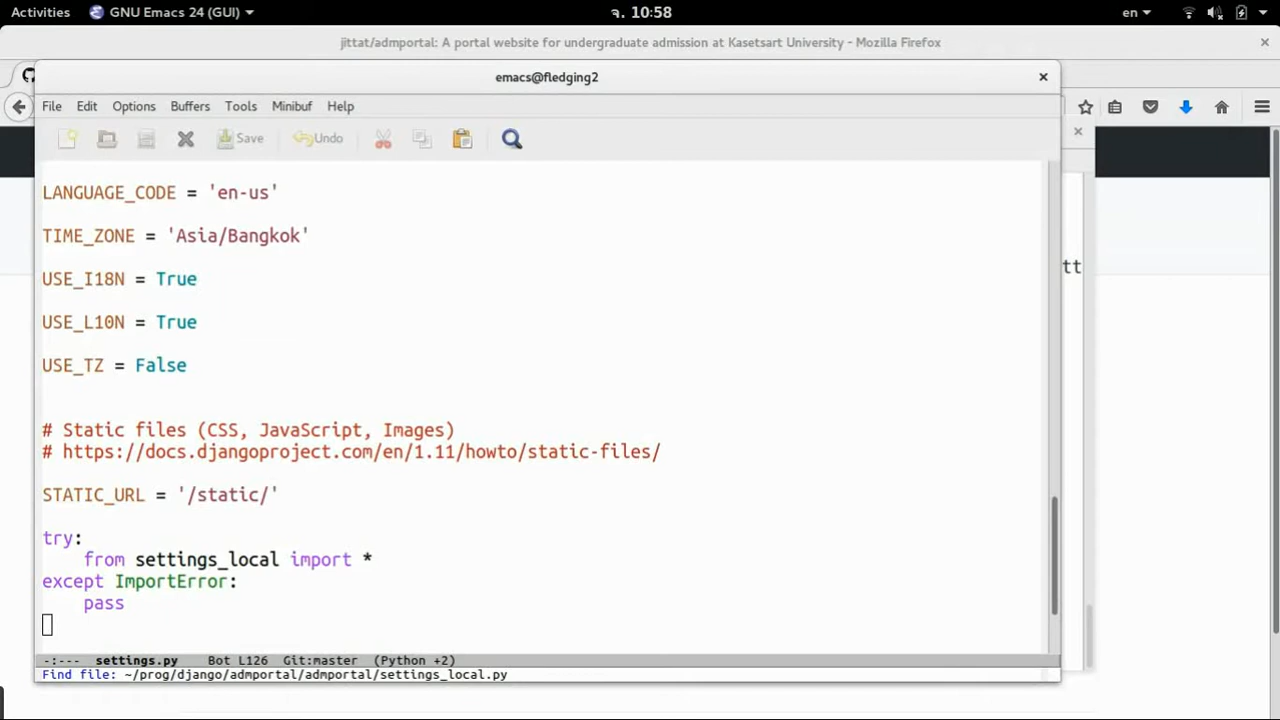 Activities GNU Emacs 24 (GUI) จ. 10:58 en
jittat/admportal: A portal website for undergraduate admission at Kasetsart University - Mozilla Firefox
emacs@fledging2
File Edit Options Buffers Tools Minibuf Help
Save Undo
LANGUAGE_CODE = 'en-us'
TIME_ZONE = 'Asia/Bangkok'
tt
USE_I18N = True
USE_L10N = True
USE_TZ = False
# Static files (CSS, JavaScript, Images)
# https://docs.djangoproject.com/en/1.11/howto/static-files/
STATIC_URL = '/static/'
try:
from settings_local import *
except ImportError:
pass
-:--- settings.py Bot L126 Git:master (Python +2)
Find file: ~/prog/django/admportal/admportal/settings_local.py